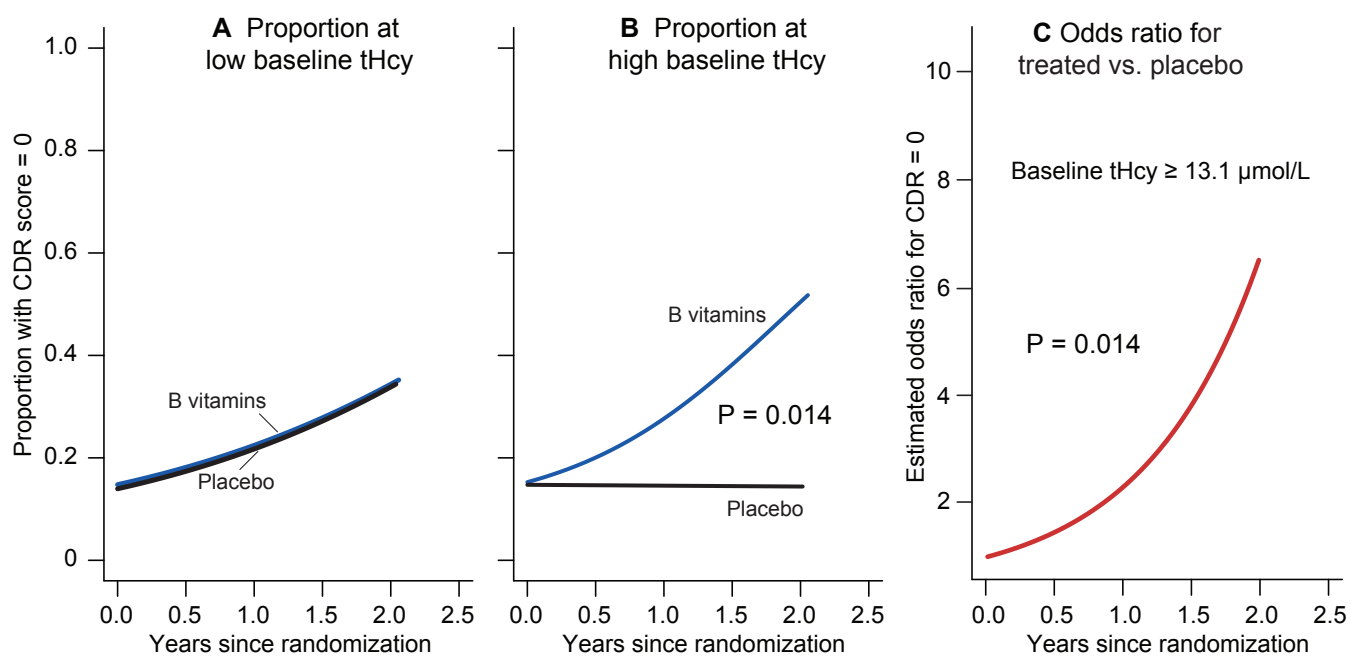 A Proportion at
low baseline tHcy
Proportion with CDR score = 0
1.0
0.8
0.6
0.4
0.2
0
B vitamins
Placebo
0.0 0.5 1.0 1.5 2.0 2.5
Years since randomization
B Proportion at
high baseline tHcy
B vitamins
P = 0.014
Placebo
0.0 0.5 1.0 1.5 2.0 2.5
Years since randomization
C Odds ratio for
treated vs. placebo
Estimated odds ratio for CDR = 0
10
8
6
4
2
Baseline tHcy ≥ 13.1 µmol/L
P = 0.014
0.0 0.5 1.0 1.5 2.0 2.5
Years since randomization